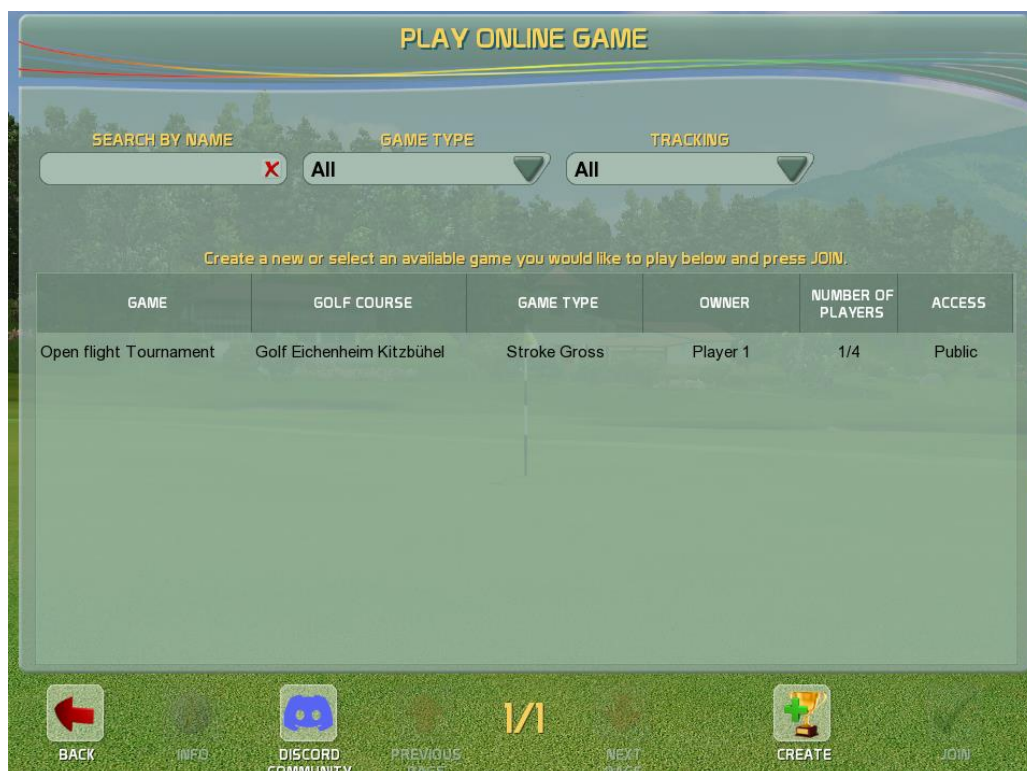 PLAY ONLINE GAME
SEARCH BY NAME GAME TYPE TRACKING
All All
Create a new or select an available game you would like to play below and press JOIN.
GAME GOLF COURSE GAME TYPE OWNER NUMBER OF PLAYERS ACCESS
Open flight Tournament Golf Eichenheim Kitzbühel Stroke Gross Player 1 1/4 Public
1/1
BACK INFO DISCORD COMMUNITY PREVIOUS PAGE NEXT PAGE CREATE JOIN